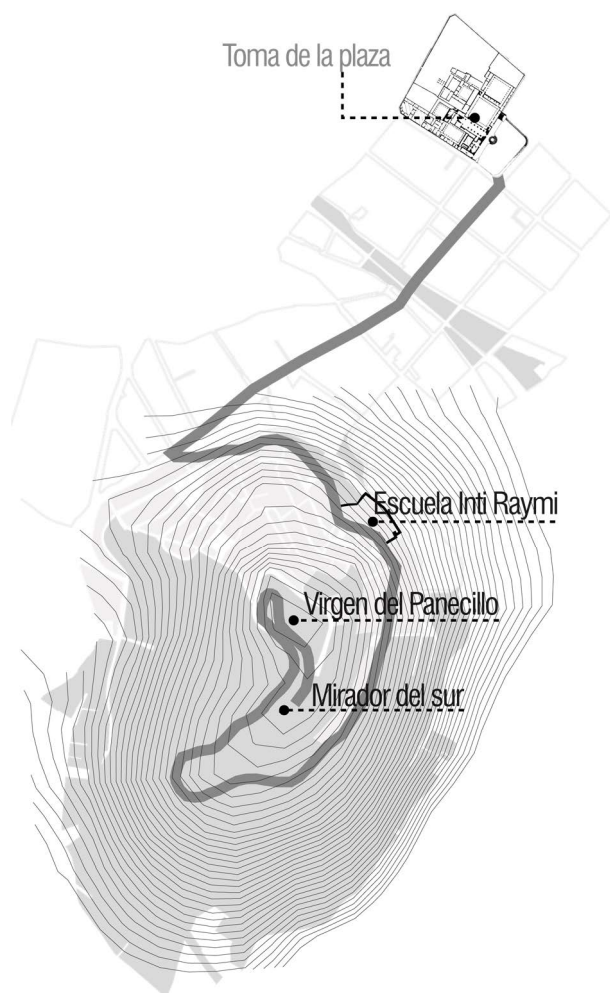 Toma de la plaza
Escuela Inti Raymi
Virgen del Panecillo
Mirador del sur